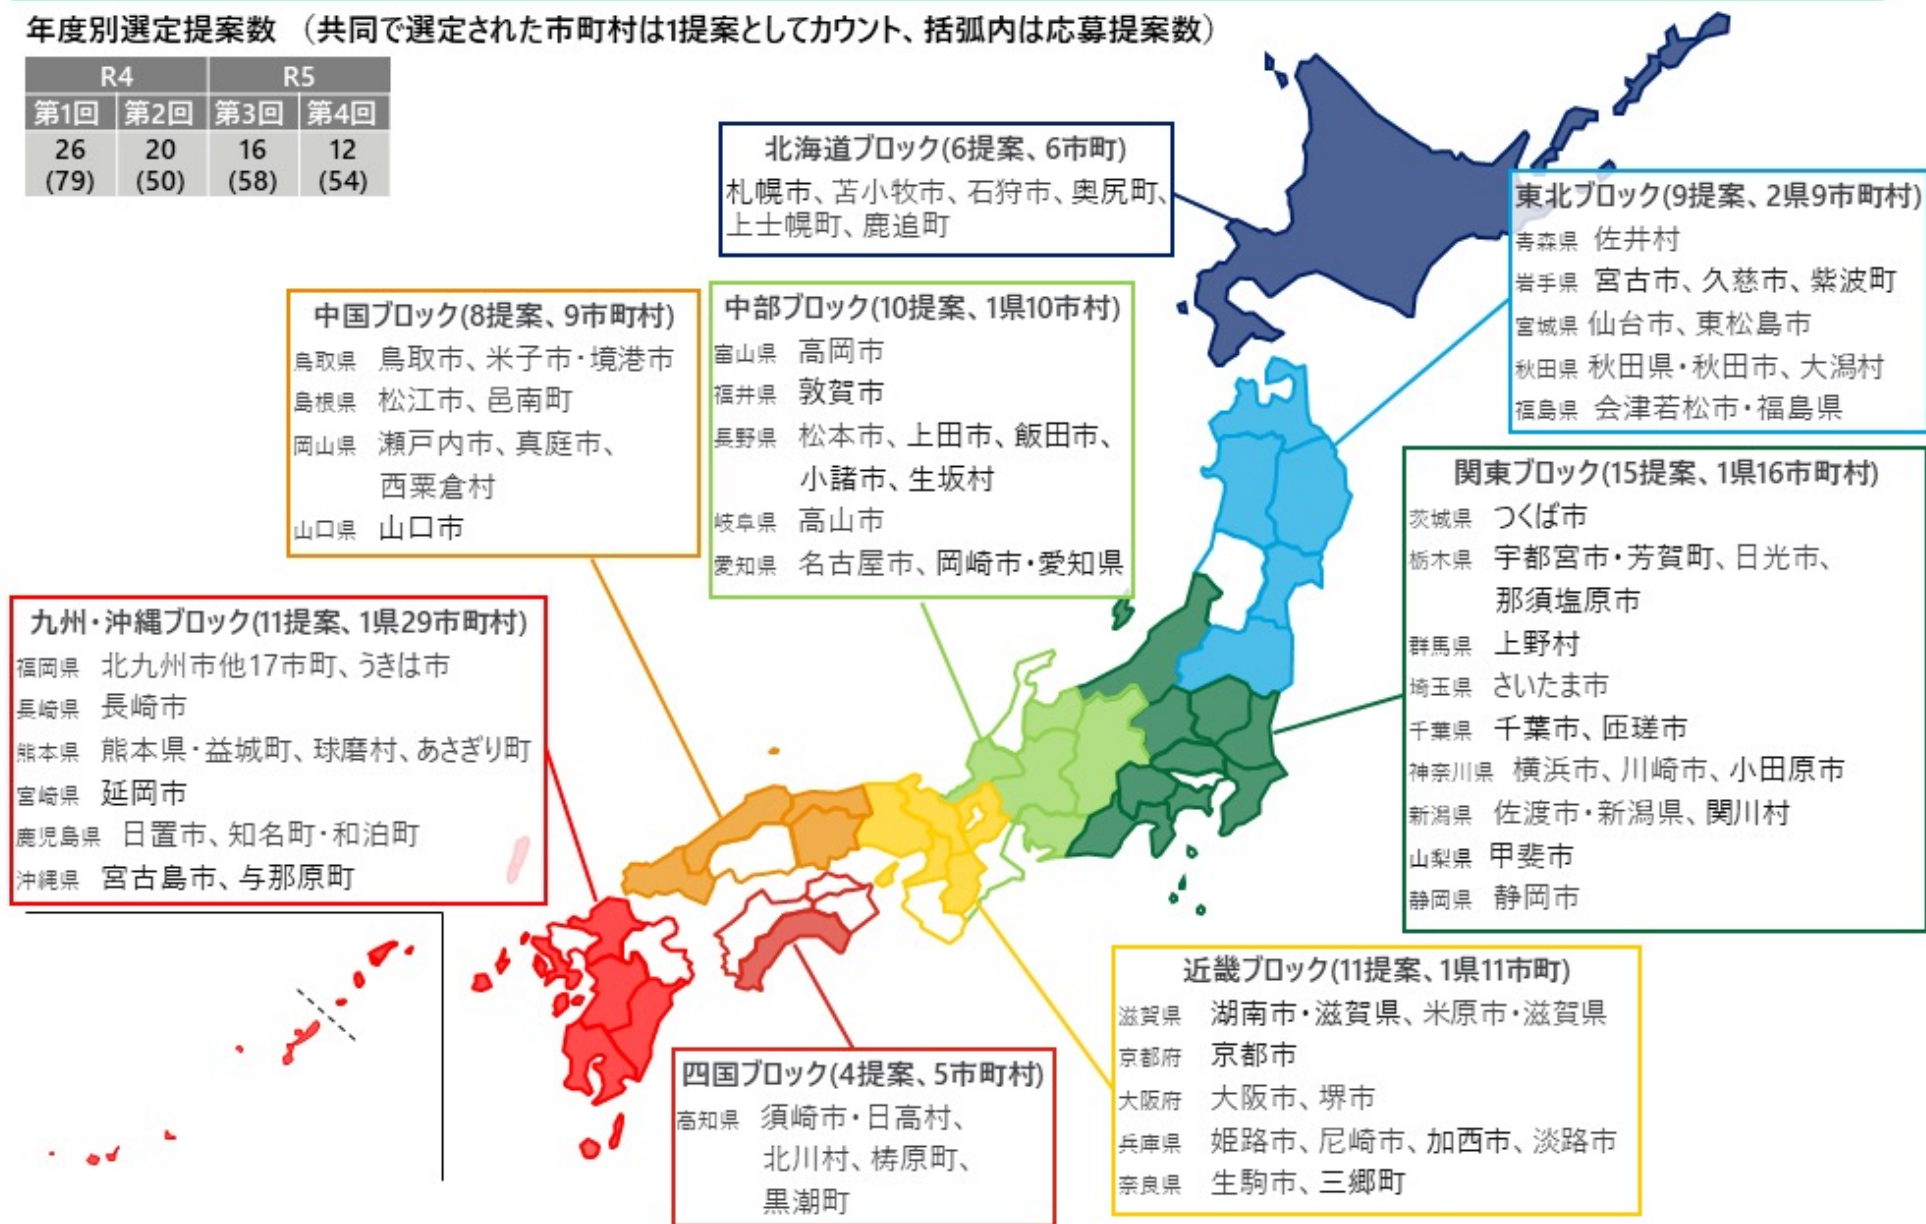 年度別選定提案数 （共同で選定された市町村は1提案としてカウント、括弧内は応募提案数）
R4 R5
第1回 第2回 第3回 第4回
26 20 16 12
(79) (50) (58) (54)
北海道ブロック(6提案、6市町)
札幌市、苫小牧市、石狩市、奥尻町、
上士幌町、鹿追町
東北ブロック(9提案、2県9市町村)
青森県 佐井村
岩手県 宮古市、久慈市、紫波町
宮城県 仙台市、東松島市
秋田県 秋田県・秋田市、大潟村
福島県 会津若松市・福島県
中国ブロック(8提案、9市町村)
鳥取県 鳥取市、米子市・境港市
島根県 松江市、邑南町
岡山県 瀬戸内市、真庭市、
西粟倉村
山口県 山口市
中部ブロック(10提案、1県10市村)
富山県 高岡市
福井県 敦賀市
長野県 松本市、上田市、飯田市、
小諸市、生坂村
岐阜県 高山市
愛知県 名古屋市、岡崎市・愛知県
関東ブロック(15提案、1県16市町村)
茨城県 つくば市
栃木県 宇都宮市・芳賀町、日光市、
那須塩原市
群馬県 上野村
埼玉県 さいたま市
千葉県 千葉市、匝瑳市
神奈川県 横浜市、川崎市、小田原市
新潟県 佐渡市・新潟県、関川村
山梨県 甲斐市
静岡県 静岡市
九州・沖縄ブロック(11提案、1県29市町村)
福岡県 北九州市他17市町、うきは市
長崎県 長崎市
熊本県 熊本県・益城町、球磨村、あさぎり町
宮崎県 延岡市
鹿児島県 日置市、知名町・和泊町
沖縄県 宮古島市、与那原町
近畿ブロック(11提案、1県11市町)
滋賀県 湖南市・滋賀県、米原市・滋賀県
京都府 京都市
大阪府 大阪市、堺市
兵庫県 姫路市、尼崎市、加西市、淡路市
奈良県 生駒市、三郷町
四国ブロック(4提案、5市町村)
高知県 須崎市・日高村、
北川村、梼原町、
黒潮町